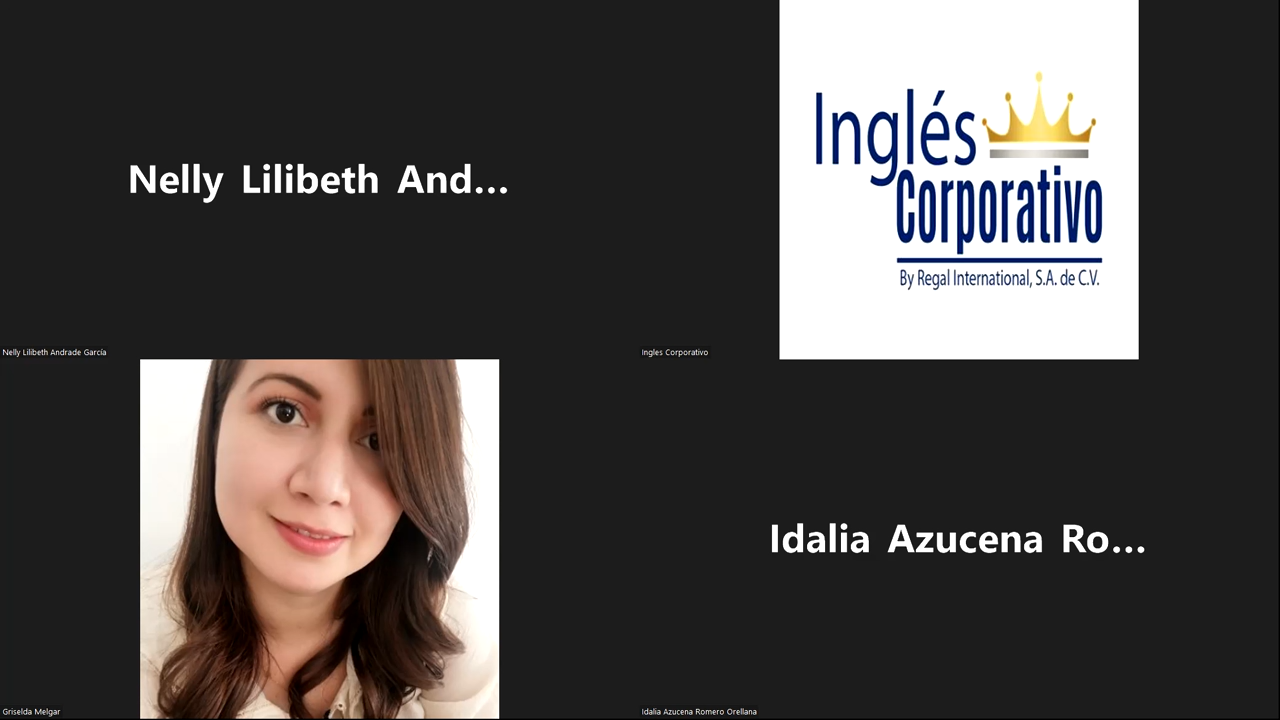 Nelly Lilibeth And...
Inglés
Corporativo
By Regal International, S.A. de C.V.
Nelly Lilibeth Andrade García
Ingles Corporativo
Idalia Azucena Ro...
Griselda Melgar
Idalia Azucena Romero Orellana